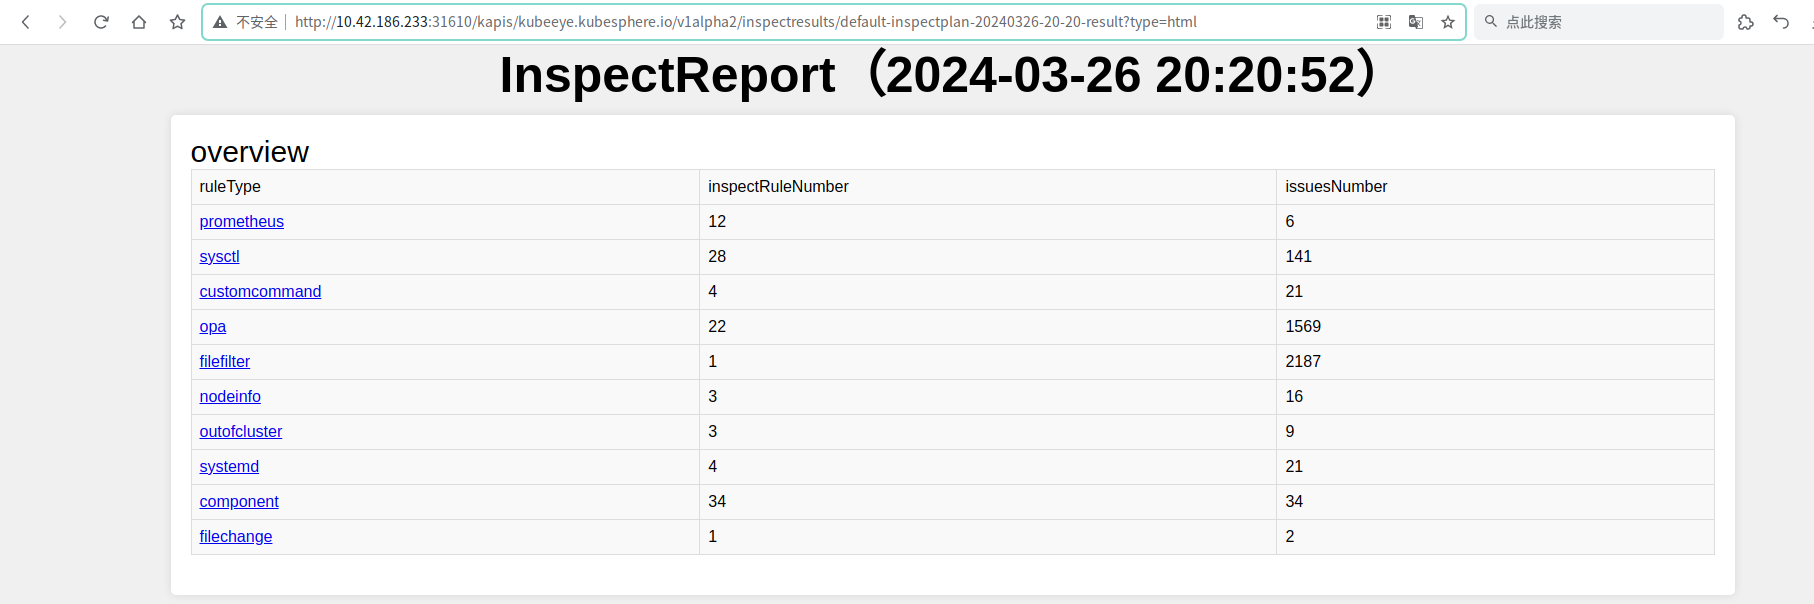 不安全 http://10.42.186.233:31610/kapis/kubeeye.kubesphere.io/v1alpha2/inspectresults/default-inspectplan-20240326-20-20-result?type=html 点此搜索
InspectReport（2024-03-26 20:20:52）
overview
ruleType inspectRuleNumber issuesNumber
prometheus 12 6
sysctl 28 141
customcommand 4 21
opa 22 1569
filefilter 1 2187
nodeinfo 3 16
outofcluster 3 9
systemd 4 21
component 34 34
filechange 1 2